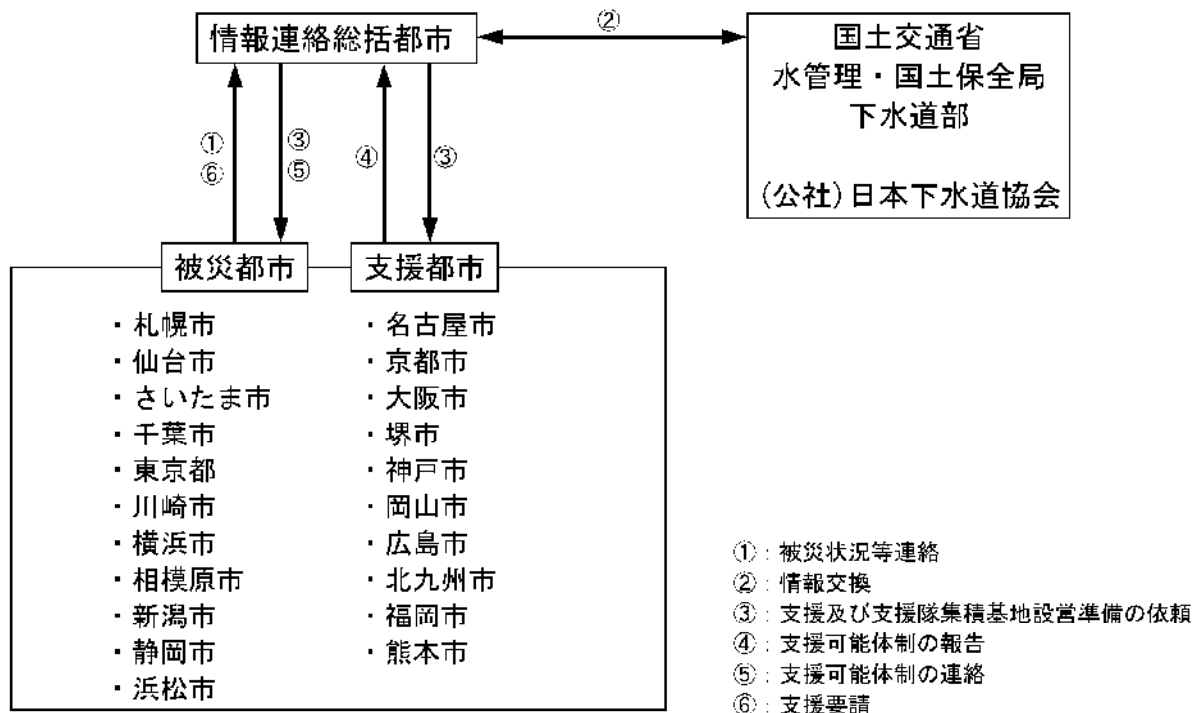 情報連絡総括都市
②
国土交通省
水管理・国土保全局
下水道部
(公社)日本下水道協会
①
⑥
③
⑤
④
③
被災都市
支援都市
・札幌市
・仙台市
・さいたま市
・千葉市
・東京都
・川崎市
・横浜市
・相模原市
・新潟市
・静岡市
・浜松市
・名古屋市
・京都市
・大阪市
・堺市
・神戸市
・岡山市
・広島市
・北九州市
・福岡市
・熊本市
①：被災状況等連絡
②：情報交換
③：支援及び支援隊集積基地設営準備の依頼
④：支援可能体制の報告
⑤：支援可能体制の連絡
⑥：支援要請